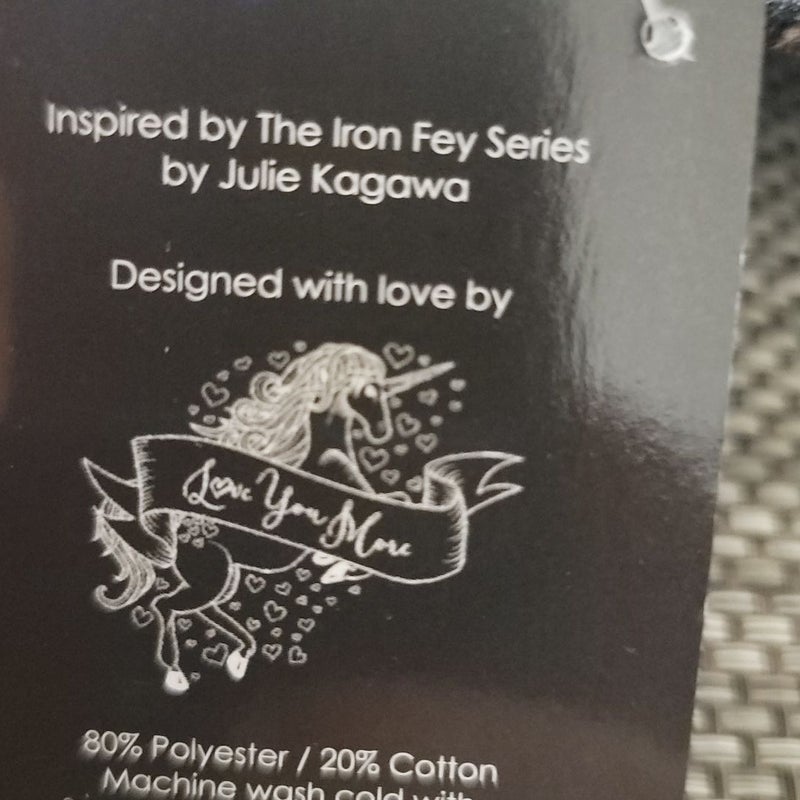 Inspired by The Iron Fey Series
by Julie Kagawa
Designed with love by
Love You More
80% Polyester / 20% Cotton
Machine wash cold with